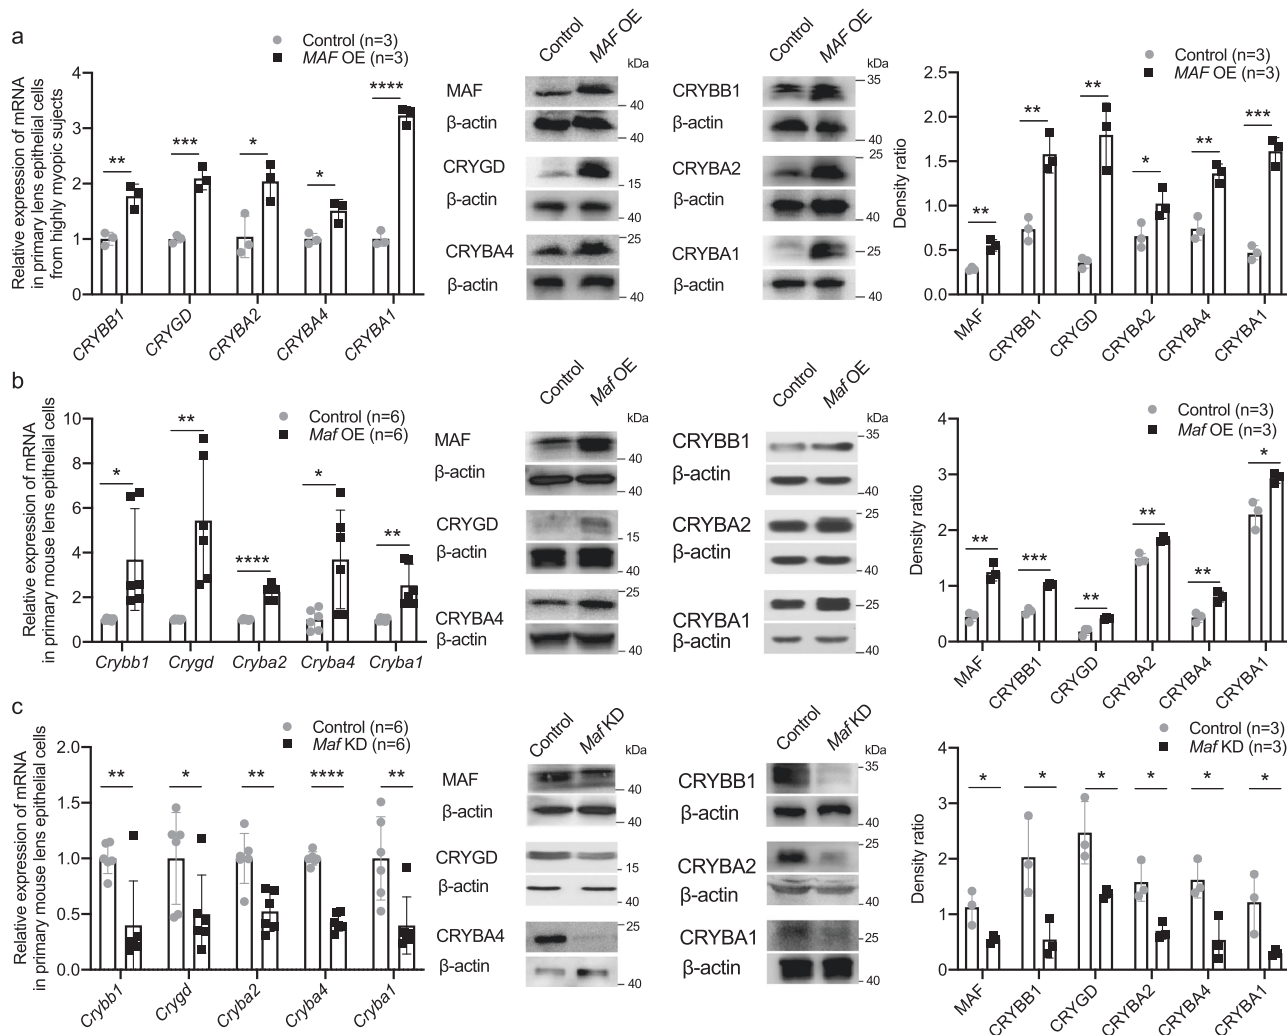 a
Control (n=3)
MAF OE (n=3)
Relative expression of mRNA
in primary lens epithelial cells
from highly myopic sujects
4
3
2
1
0
**
***
*
*
****
CRYBB1
CRYGD
CRYBA2
CRYBA4
CRYBA1
Control
MAF OE
kDa
MAF
40
β-actin
40
CRYGD
15
β-actin
40
CRYBA4
25
β-actin
40
Control
MAF OE
kDa
CRYBB1
35
β-actin
40
CRYBA2
25
β-actin
40
CRYBA1
25
β-actin
40
Control (n=3)
MAF OE (n=3)
Density ratio
2.5
2.0
1.5
1.0
0.5
0.0
**
**
**
*
**
***
MAF
CRYBB1
CRYGD
CRYBA2
CRYBA4
CRYBA1
b
Control (n=6)
Maf OE (n=6)
Relative expression of mRNA
in primary mouse lens epithelial cells
10
8
6
4
2
0
*
**
****
*
**
Crybb1
Crygd
Cryba2
Cryba4
Cryba1
Control
Maf OE
kDa
MAF
40
β-actin
40
CRYGD
15
β-actin
40
CRYBA4
25
β-actin
40
Control
Maf OE
kDa
CRYBB1
35
β-actin
40
CRYBA2
25
β-actin
40
CRYBA1
25
β-actin
40
Control (n=3)
Maf OE (n=3)
Density ratio
4
3
2
1
0
**
***
**
**
**
*
MAF
CRYBB1
CRYGD
CRYBA2
CRYBA4
CRYBA1
c
Control (n=6)
Maf KD (n=6)
Relative expression of mRNA
in primary mouse lens epithelial cells
2.0
1.5
1.0
0.5
0.0
**
*
**
****
**
Crybb1
Crygd
Cryba2
Cryba4
Cryba1
Control
Maf KD
kDa
MAF
40
β-actin
40
CRYGD
15
β-actin
40
CRYBA4
25
β-actin
40
Control
Maf KD
kDa
CRYBB1
35
β-actin
40
CRYBA2
25
β-actin
40
CRYBA1
25
β-actin
40
Control (n=3)
Maf KD (n=3)
Density ratio
4
3
2
1
0
*
*
*
*
*
*
MAF
CRYBB1
CRYGD
CRYBA2
CRYBA4
CRYBA1